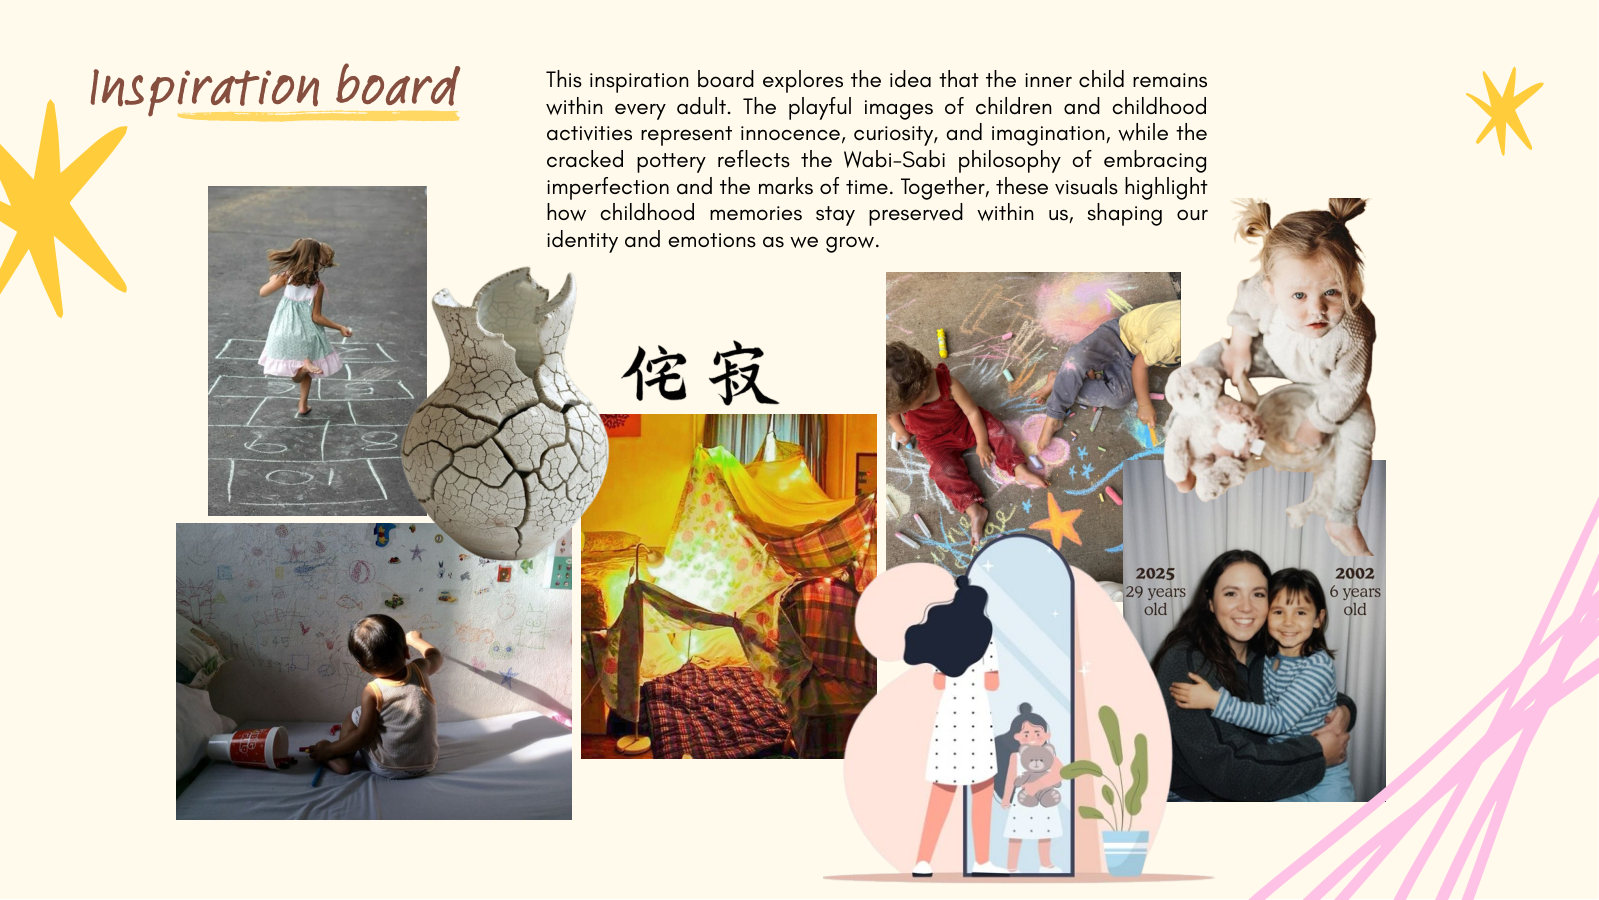 Inspiration board
This inspiration board explores the idea that the inner child remains
within every adult. The playful images of children and childhood
activities represent innocence, curiosity, and imagination, while the
cracked pottery reflects the Wabi-Sabi philosophy of embracing
imperfection and the marks of time. Together, these visuals highlight
how childhood memories stay preserved within us, shaping our
identity and emotions as we grow.
侘寂
2025
29 years
old
2002
6 years
old